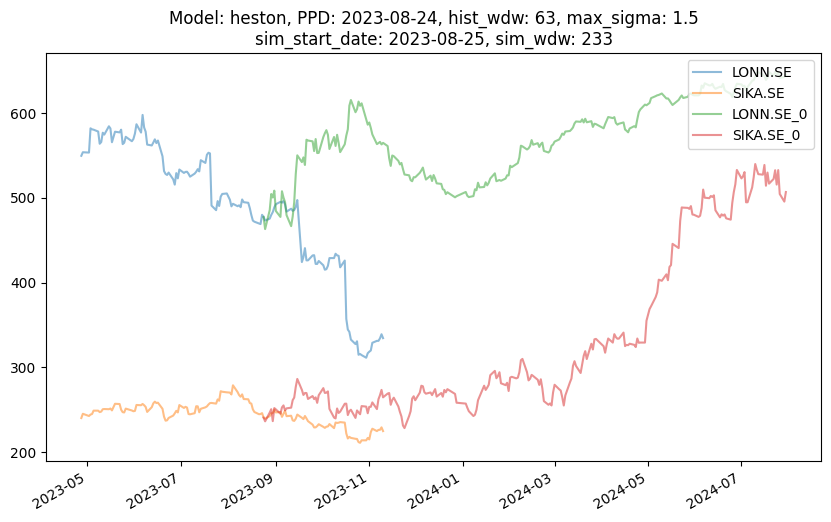 Model: heston, PPD: 2023-08-24, hist_wdw: 63, max_sigma: 1.5
sim_start_date: 2023-08-25, sim_wdw: 233
LONN.SE
SIKA.SE
LONN.SE_0
SIKA.SE_0
600
500
400
300
200
2023-05
2023-07
2023-09
2023-11
2024-01
2024-03
2024-05
2024-07